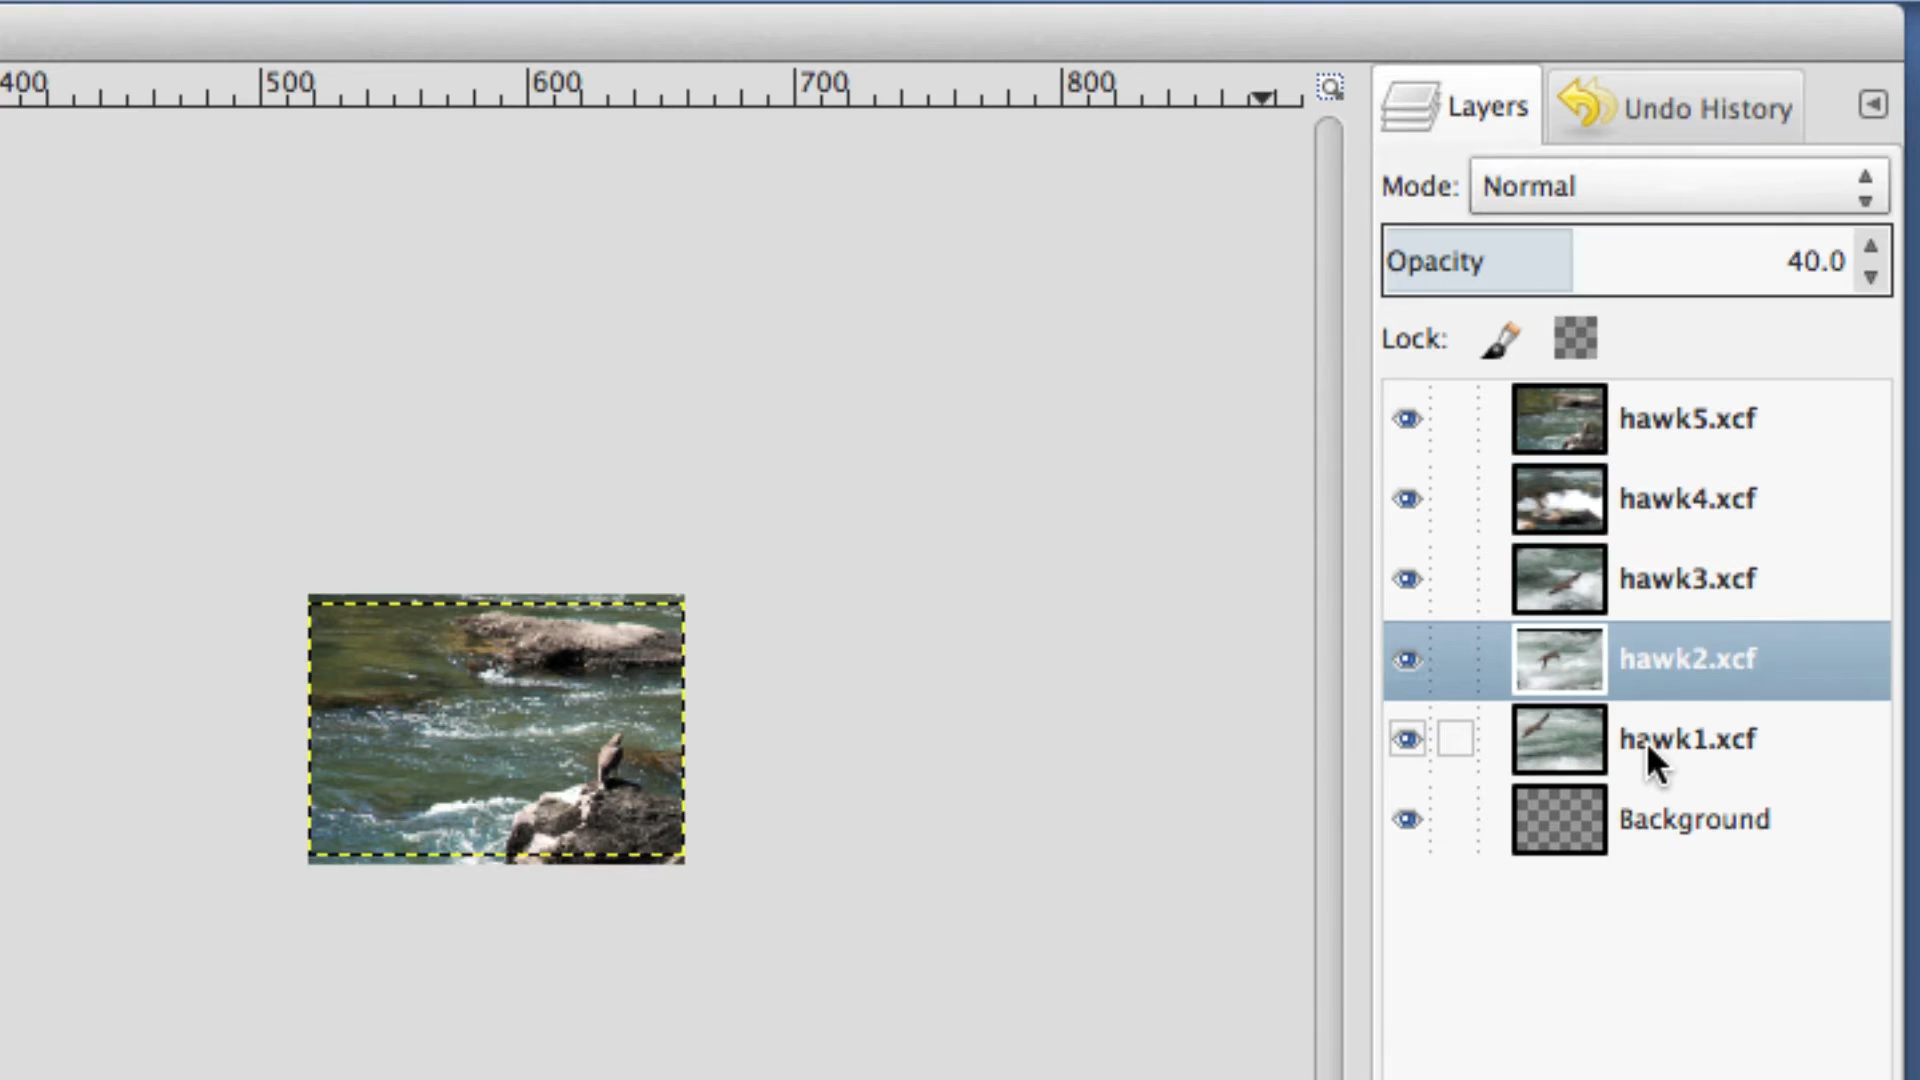 400 500 600 700 800
Layers Undo History
Mode: Normal
Opacity 40.0
Lock:
hawk5.xcf
hawk4.xcf
hawk3.xcf
hawk2.xcf
hawk1.xcf
Background